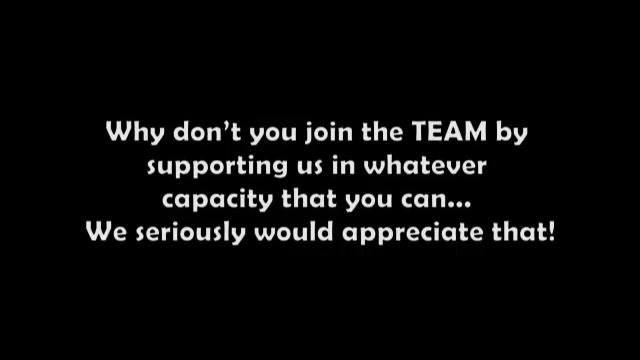 Why don't you join the TEAM by
supporting us in whatever
capacity that you can...
We seriously would appreciate that!